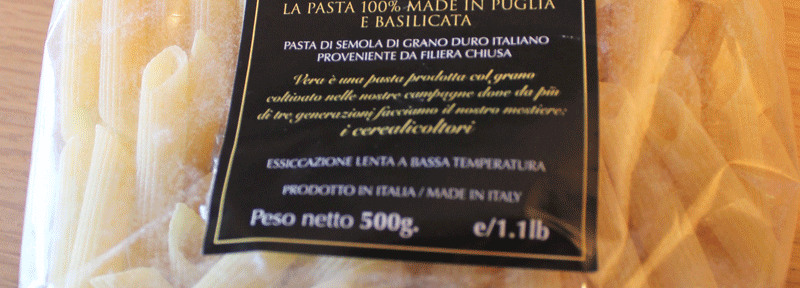 LA PASTA 100% MADE IN PUGLIA
E BASILICATA
PASTA DI SEMOLA DI GRANO DURO ITALIANO
PROVENIENTE DA FILIERA CHIUSA
Vera è una pasta prodotta col grano
coltivato nelle nostre campagne dove da più
di tre generazioni facciamo il nostro mestiere:
i cerealicoltori
ESSICCAZIONE LENTA A BASSA TEMPERATURA
PRODOTTO IN ITALIA / MADE IN ITALY
Peso netto 500g. e/1.1lb